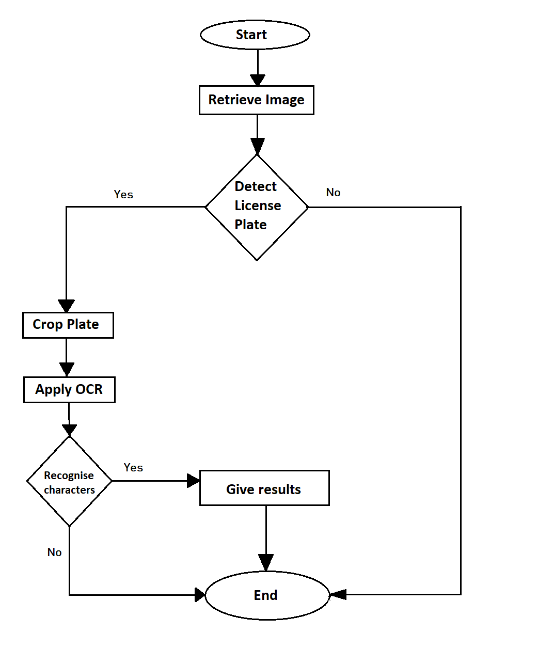 Start
Retrieve Image
Detect
License
Plate
Yes
No
Crop Plate
Apply OCR
Recognise
characters
Yes
Give results
No
End